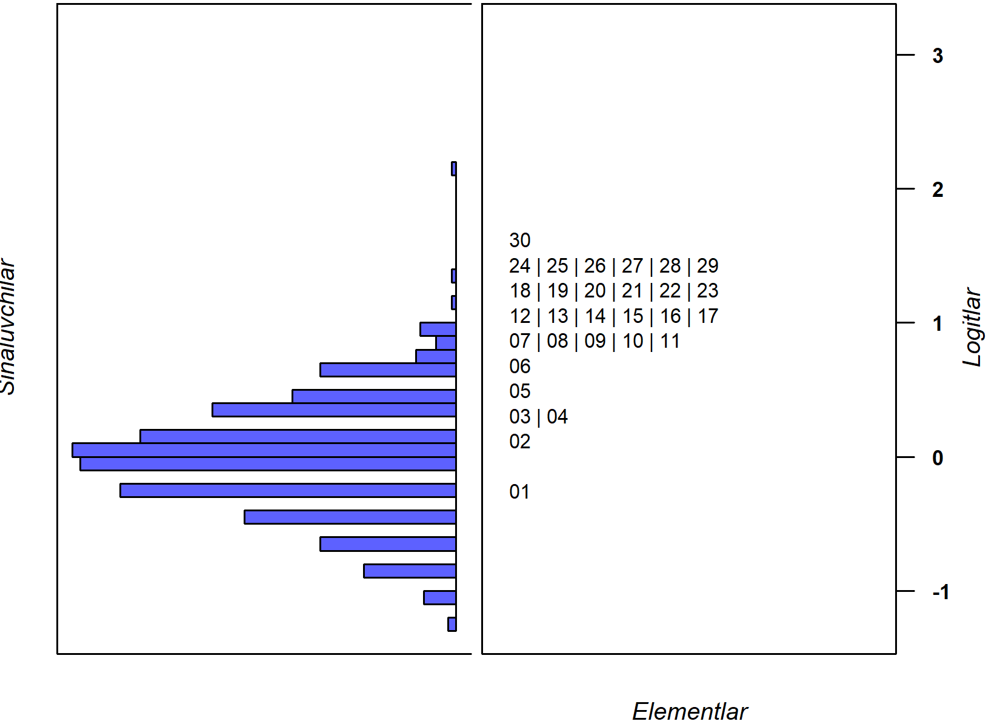 Sinaluvchilar
30
24 | 25 | 26 | 27 | 28 | 29
18 | 19 | 20 | 21 | 22 | 23
12 | 13 | 14 | 15 | 16 | 17
07 | 08 | 09 | 10 | 11
06
05
03 | 04
02
01
3
2
1
0
-1
Logitlar
Elementlar